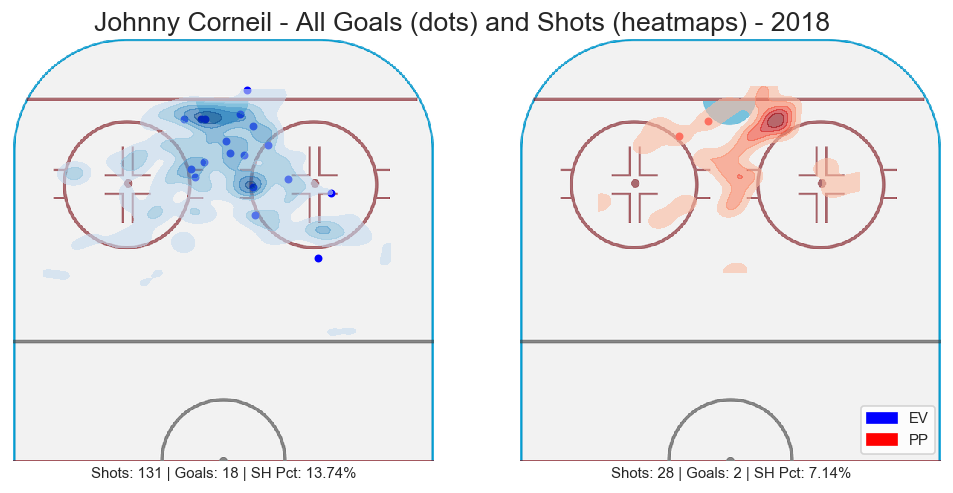 Johnny Corneil - All Goals (dots) and Shots (heatmaps) - 2018
EV
PP
Shots: 131 | Goals: 18 | SH Pct: 13.74%
Shots: 28 | Goals: 2 | SH Pct: 7.14%